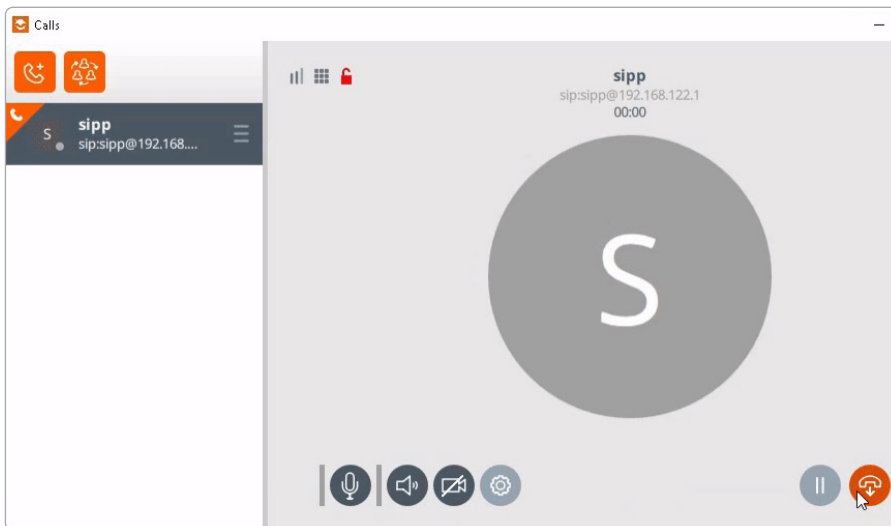 Calls
S
sipp
sip:sipp@192.168....
sipp
sip:sipp@192.168.122.1
00:00
S